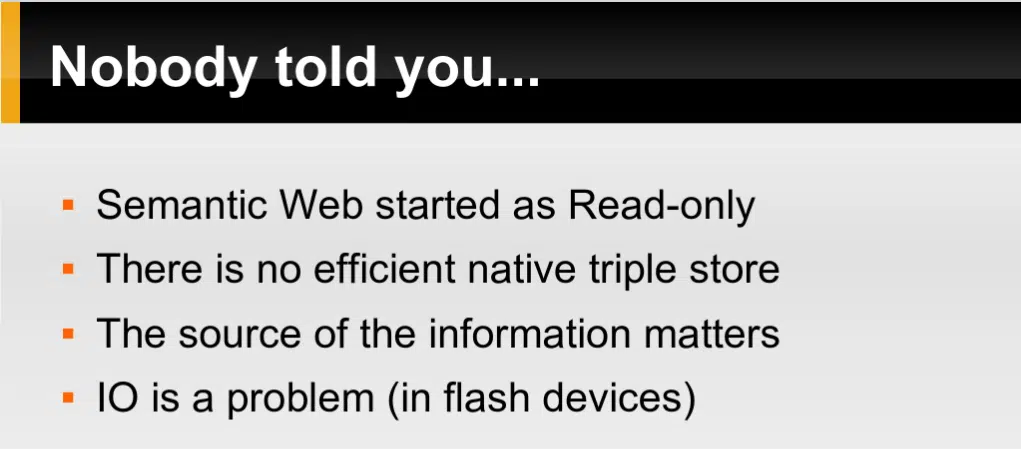 Nobody told you...
Semantic Web started as Read-only
There is no efficient native triple store
The source of the information matters
IO is a problem (in flash devices)